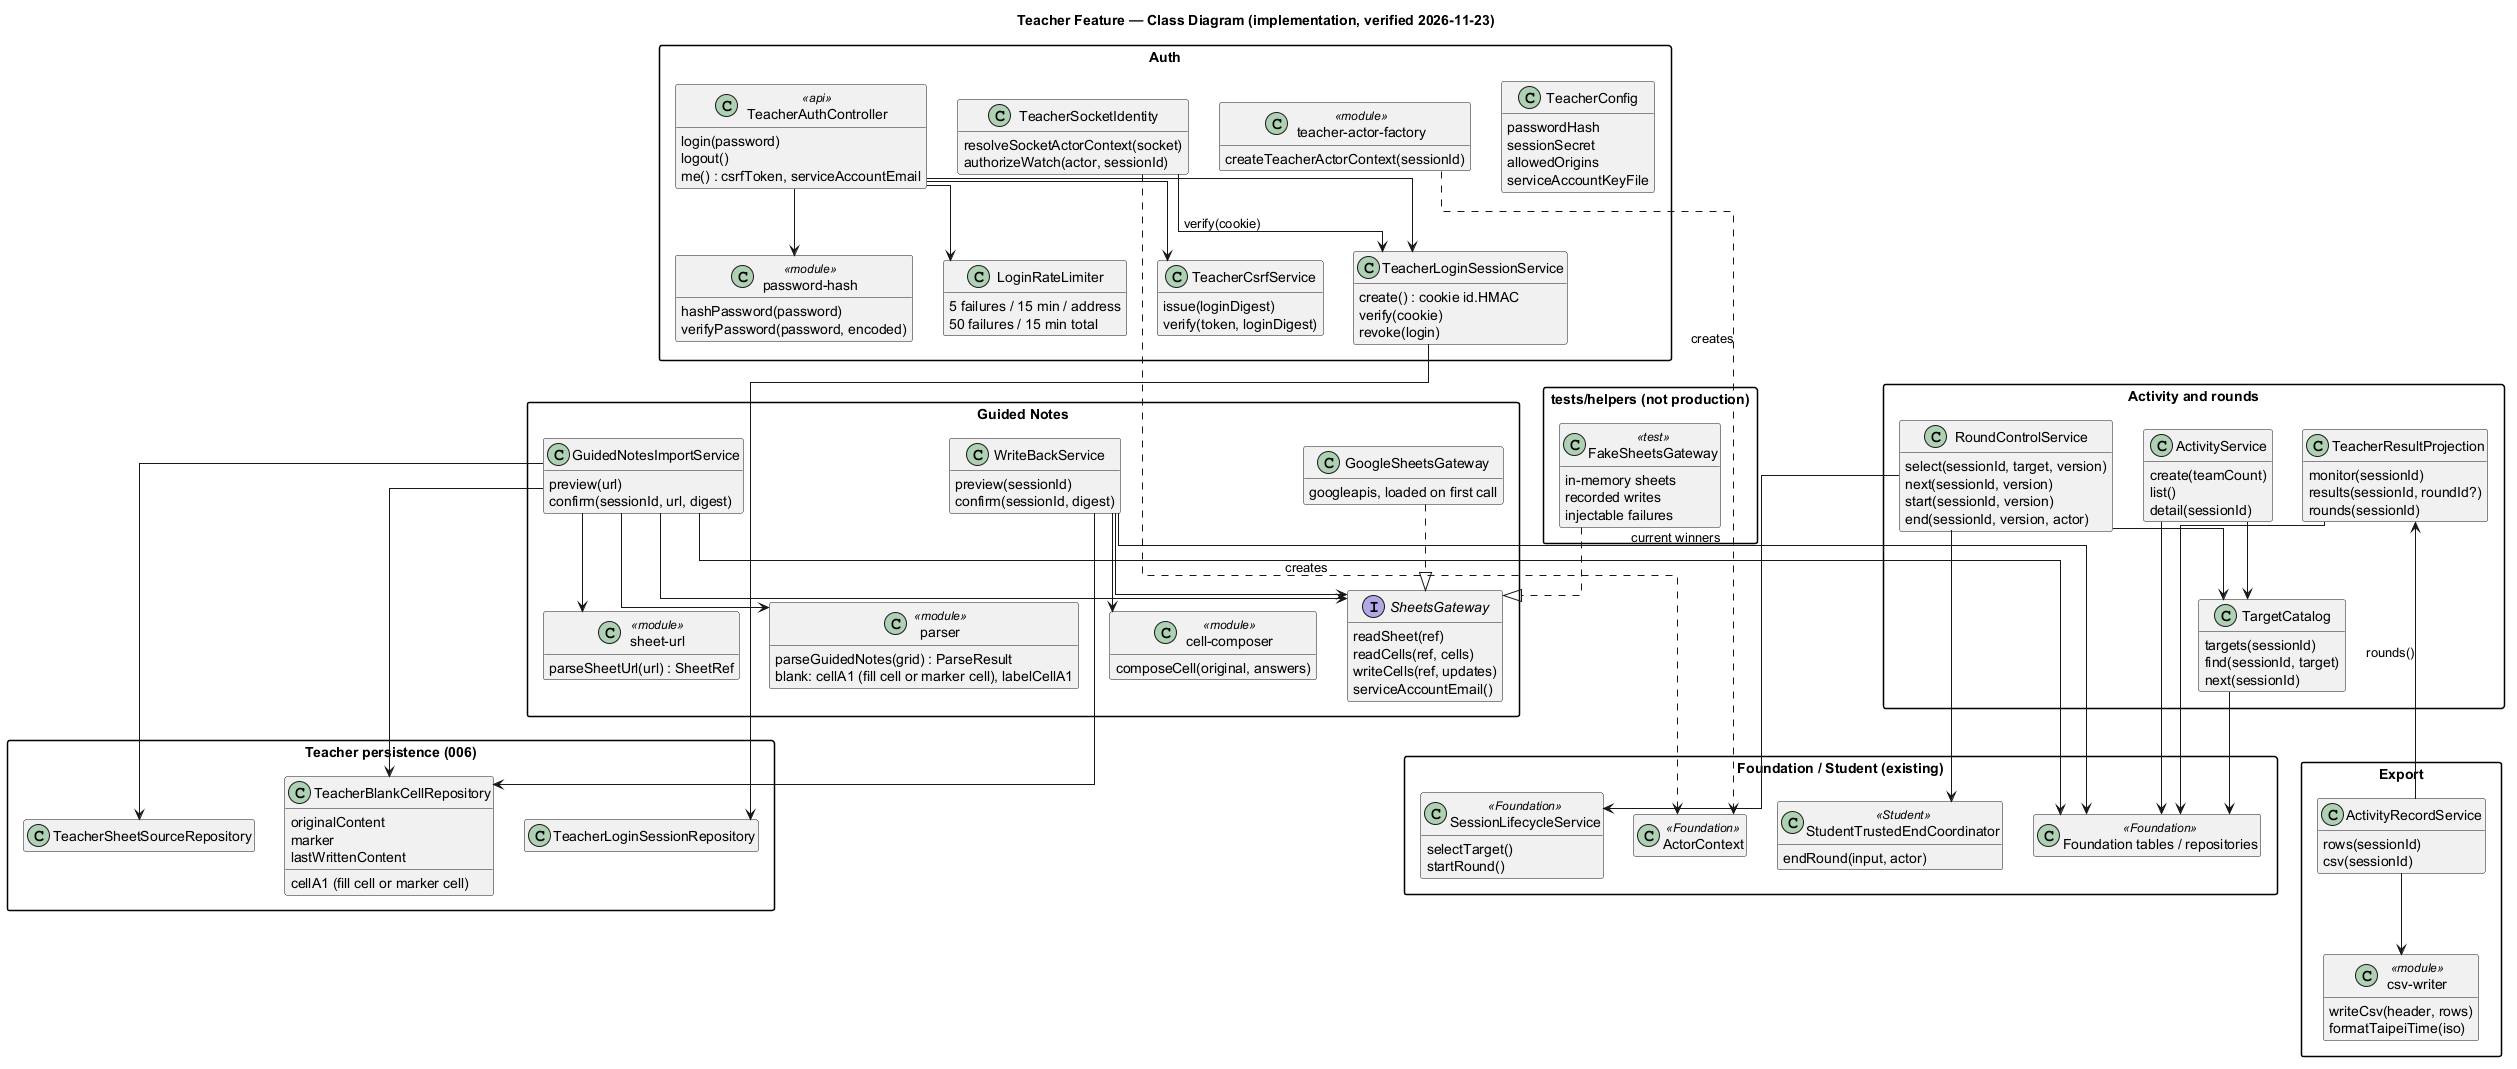 Teacher Feature — Class Diagram (implementation, verified 2026-11-23)
Auth
C
«api»
TeacherAuthController
login(password)
logout()
me() : csrfToken, serviceAccountEmail
C
TeacherSocketIdentity
resolveSocketActorContext(socket)
authorizeWatch(actor, sessionId)
C
«module»
teacher-actor-factory
createTeacherActorContext(sessionId)
C
TeacherConfig
passwordHash
sessionSecret
allowedOrigins
serviceAccountKeyFile
verify(cookie)
C
«module»
password-hash
hashPassword(password)
verifyPassword(password, encoded)
C
LoginRateLimiter
5 failures / 15 min / address
50 failures / 15 min total
C
TeacherCsrfService
issue(loginDigest)
verify(token, loginDigest)
C
TeacherLoginSessionService
create() : cookie id.HMAC
verify(cookie)
revoke(login)
creates
Guided Notes
C
GuidedNotesImportService
preview(url)
confirm(sessionId, url, digest)
C
WriteBackService
preview(sessionId)
confirm(sessionId, digest)
C
GoogleSheetsGateway
googleapis, loaded on first call
tests/helpers (not production)
C
«test»
FakeSheetsGateway
in-memory sheets
recorded writes
injectable failures
Activity and rounds
C
RoundControlService
select(sessionId, target, version)
next(sessionId, version)
start(sessionId, version)
end(sessionId, version, actor)
C
ActivityService
create(teamCount)
list()
detail(sessionId)
C
TeacherResultProjection
monitor(sessionId)
results(sessionId, roundId?)
rounds(sessionId)
current winners
creates
C
«module»
sheet-url
parseSheetUrl(url) : SheetRef
C
«module»
parser
parseGuidedNotes(grid) : ParseResult
blank: cellA1 (fill cell or marker cell), labelCellA1
C
«module»
cell-composer
composeCell(original, answers)
I
SheetsGateway
readSheet(ref)
readCells(ref, cells)
writeCells(ref, updates)
serviceAccountEmail()
C
TargetCatalog
targets(sessionId)
find(sessionId, target)
next(sessionId)
rounds()
Teacher persistence (006)
C
TeacherSheetSourceRepository
C
TeacherBlankCellRepository
originalContent
marker
lastWrittenContent
cellA1 (fill cell or marker cell)
C
TeacherLoginSessionRepository
Foundation / Student (existing)
C
«Foundation»
SessionLifecycleService
selectTarget()
startRound()
C
«Foundation»
ActorContext
C
«Student»
StudentTrustedEndCoordinator
endRound(input, actor)
C
«Foundation»
Foundation tables / repositories
Export
C
ActivityRecordService
rows(sessionId)
csv(sessionId)
C
«module»
csv-writer
writeCsv(header, rows)
formatTaipeiTime(iso)